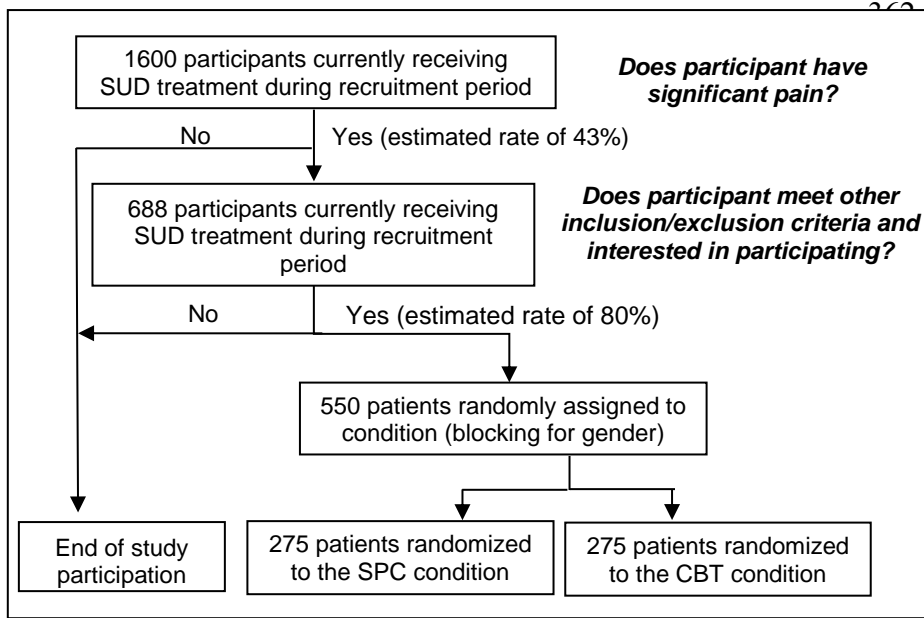 1600 participants currently receiving
SUD treatment during recruitment period
Does participant have
significant pain?
No
Yes (estimated rate of 43%)
688 participants currently receiving
SUD treatment during recruitment
period
Does participant meet other
inclusion/exclusion criteria and
interested in participating?
No
Yes (estimated rate of 80%)
550 patients randomly assigned to
condition (blocking for gender)
End of study
participation
275 patients randomized
to the SPC condition
275 patients randomized
to the CBT condition